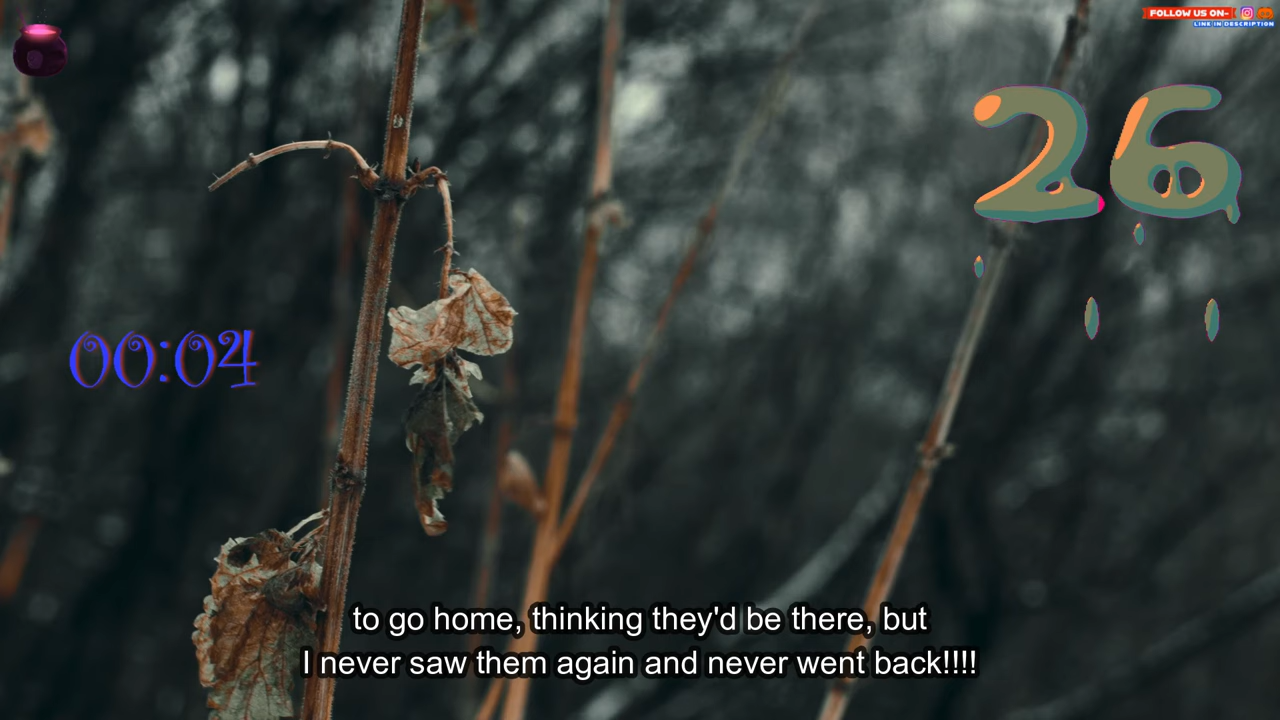 FOLLOW US ON-
LINK IN DESCRIPTION
26
00:04
to go home, thinking they'd be there, but
I never saw them again and never went back!!!!